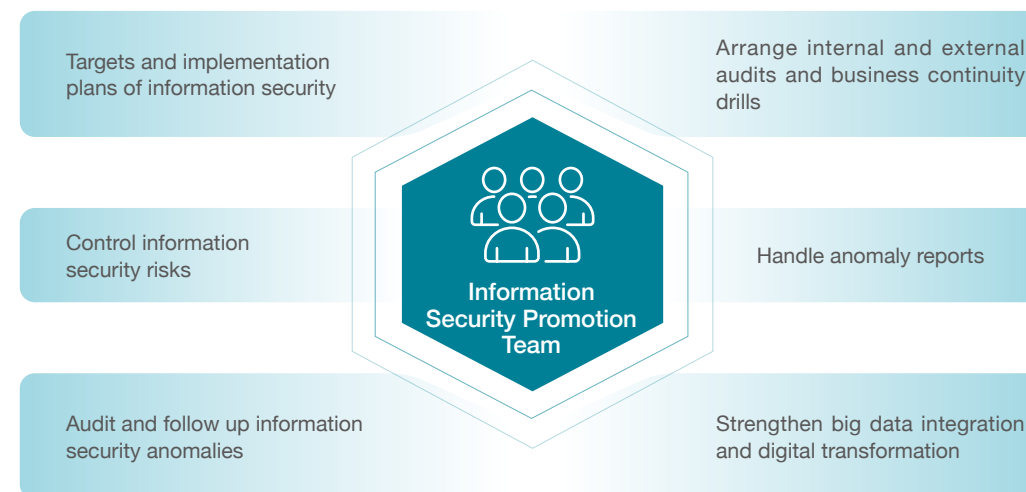 Targets and implementation
plans of information security
Arrange internal and external
audits and business continuity
drills
Control information
security risks
Information
Security Promotion
Team
Handle anomaly reports
Audit and follow up information
security anomalies
Strengthen big data integration
and digital transformation